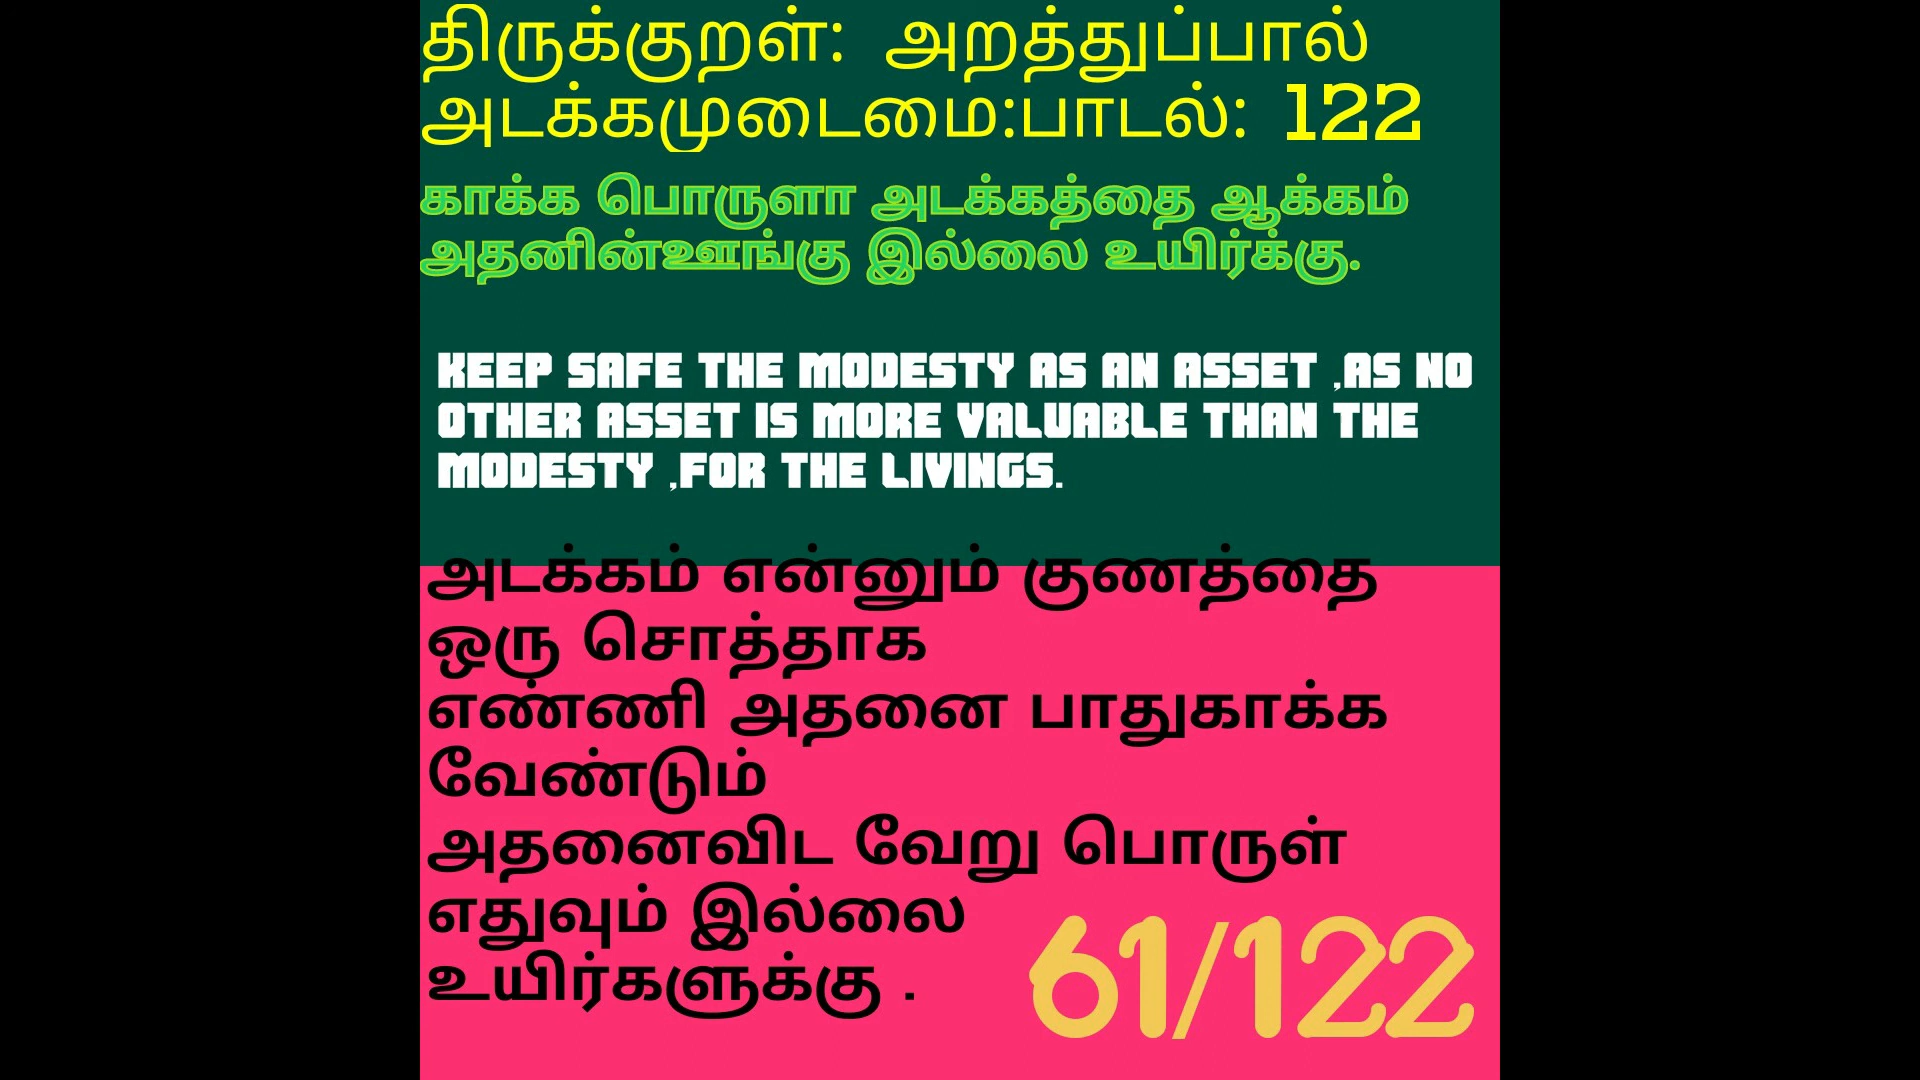 திருக்குறள்: அறத்துப்பால்
அடக்கமுடைமை:பாடல்: 122
காக்க பொருளா அடக்கத்தை ஆக்கம்
அதனின்ஊங்கு இல்லை உயிர்க்கு.
KEEP SAFE THE MODESTY AS AN ASSET ,AS NO
OTHER ASSET IS MORE VALUABLE THAN THE
MODESTY ,FOR THE LIVINGS.
அடக்கம் என்னும் குணத்தை
ஒரு சொத்தாக
எண்ணி அதனை பாதுகாக்க
வேண்டும்
அதனைவிட வேறு பொருள்
எதுவும் இல்லை
உயிர்களுக்கு .
61/122